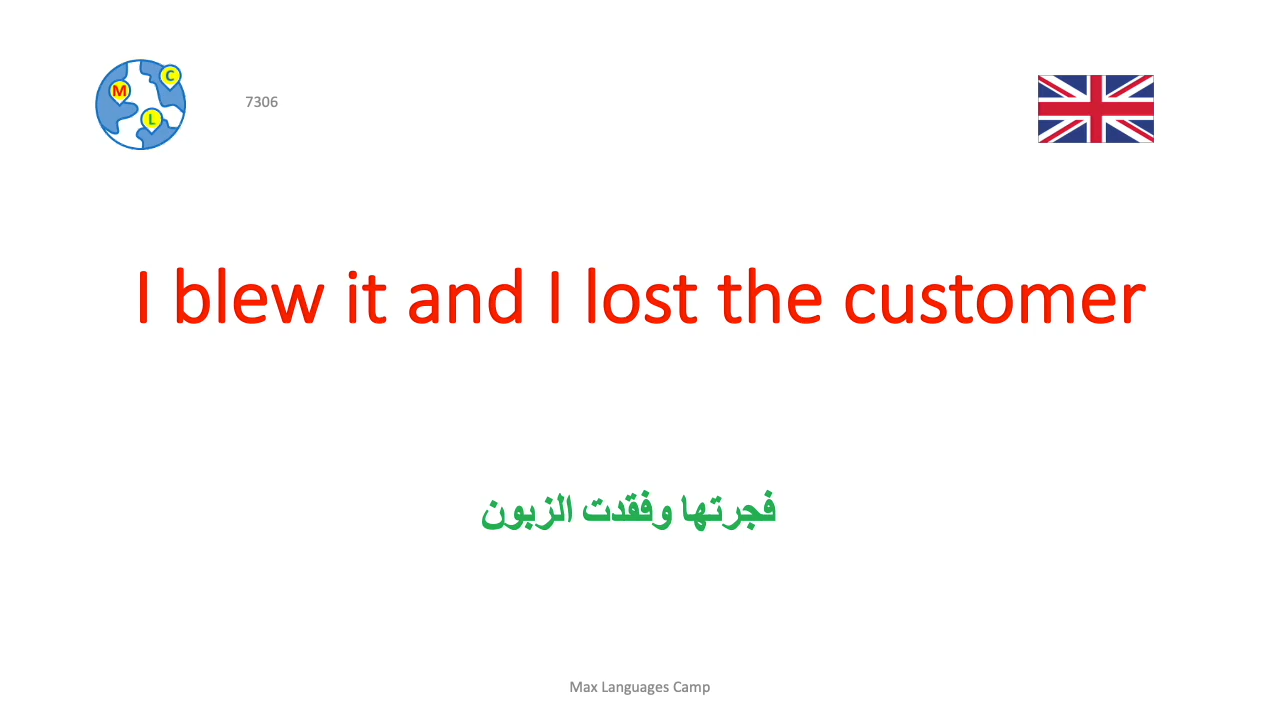 M
C
L
7306
I blew it and I lost the customer
فجرتها وفقدت الزبون
Max Languages Camp